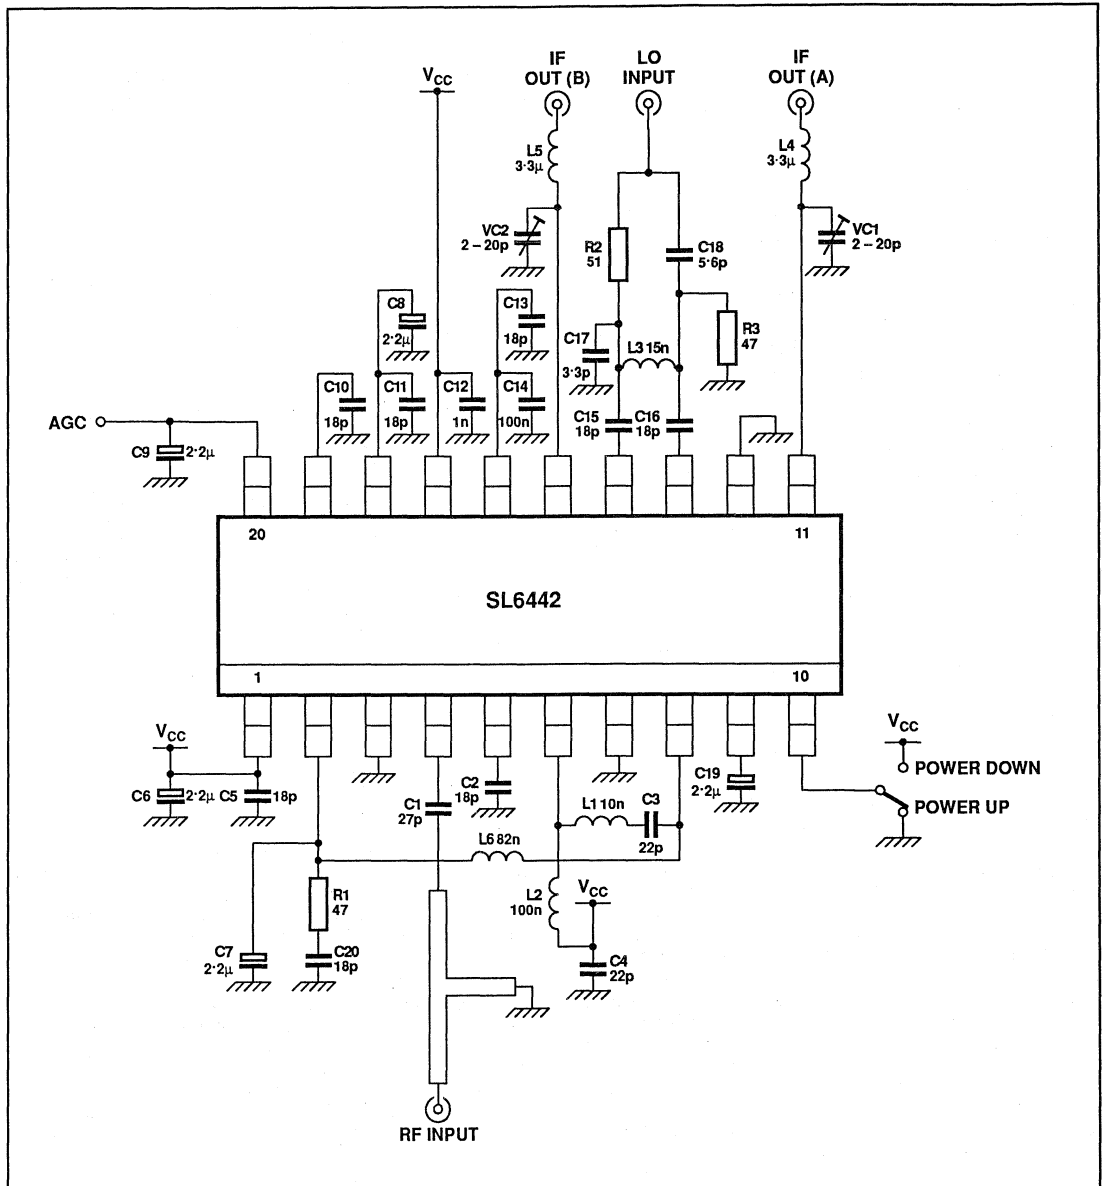 IF
OUT (B)
LO
INPUT
IF
OUT (A)
VCC
L5
3·3μ
L4
3·3μ
VC2
2 – 20p
R2
51
C18
5·6p
VC1
2 – 20p
C8
2·2μ
C13
18p
C17
3·3p
L3 15n
R3
47
C10
18p
C11
18p
C12
1n
C14
100n
C15
18p
C16
18p
AGC
C9
2·2μ
20
11
SL6442
1
10
VCC
C6
2·2μ
C5
18p
C1
27p
C2
18p
L1 10n
C3
22p
C19
2·2μ
VCC
POWER DOWN
POWER UP
L6 82n
R1
47
L2
100n
VCC
C7
2·2μ
C20
18p
C4
22p
RF INPUT